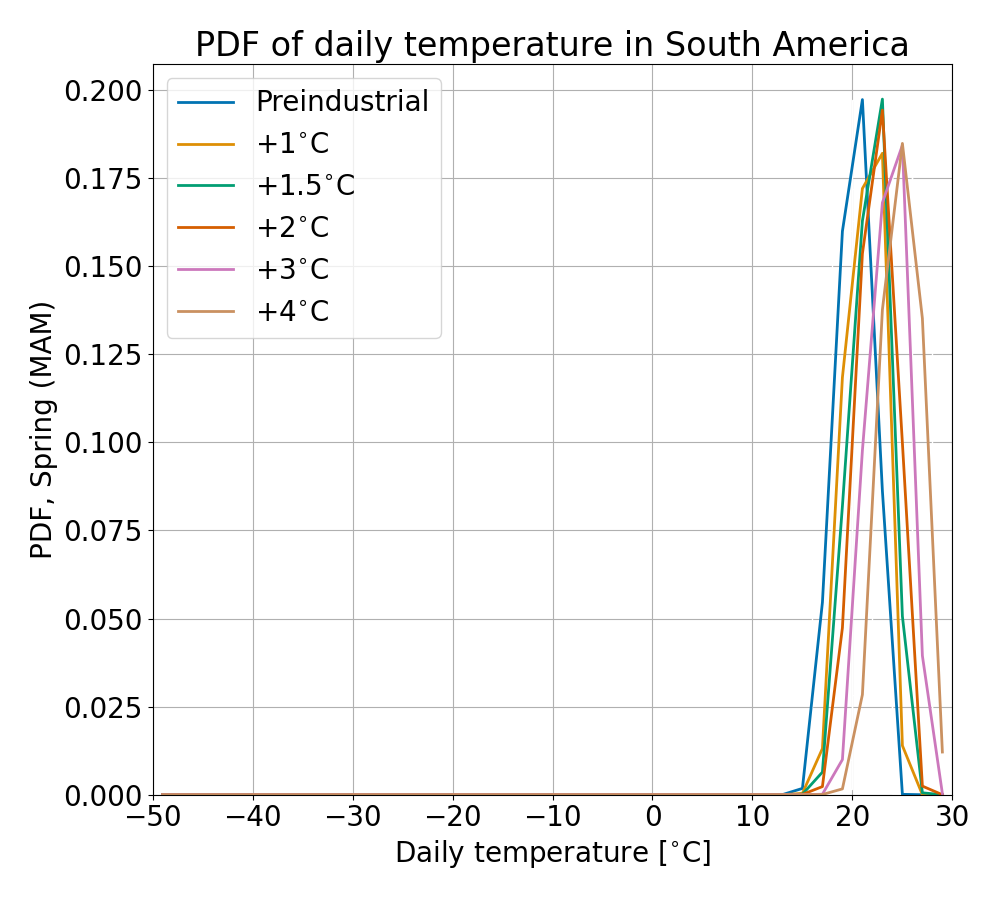 PDF of daily temperature in South America
Preindustrial
+1°C
+1.5°C
+2°C
+3°C
+4°C
PDF, Spring (MAM)
0.200
0.175
0.150
0.125
0.100
0.075
0.050
0.025
0.000
−50 −40 −30 −20 −10 0 10 20 30
Daily temperature [°C]